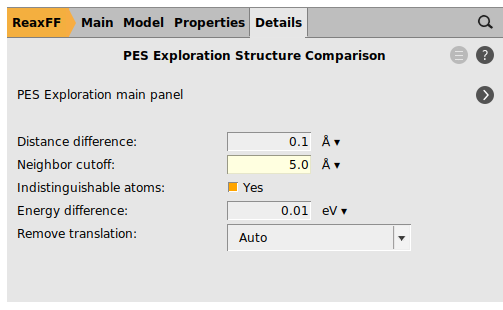 ReaxFF Main Model Properties Details
PES Exploration Structure Comparison
PES Exploration main panel
Distance difference: 0.1 Å
Neighbor cutoff: 5.0 Å
Indistinguishable atoms: Yes
Energy difference: 0.01 eV
Remove translation: Auto